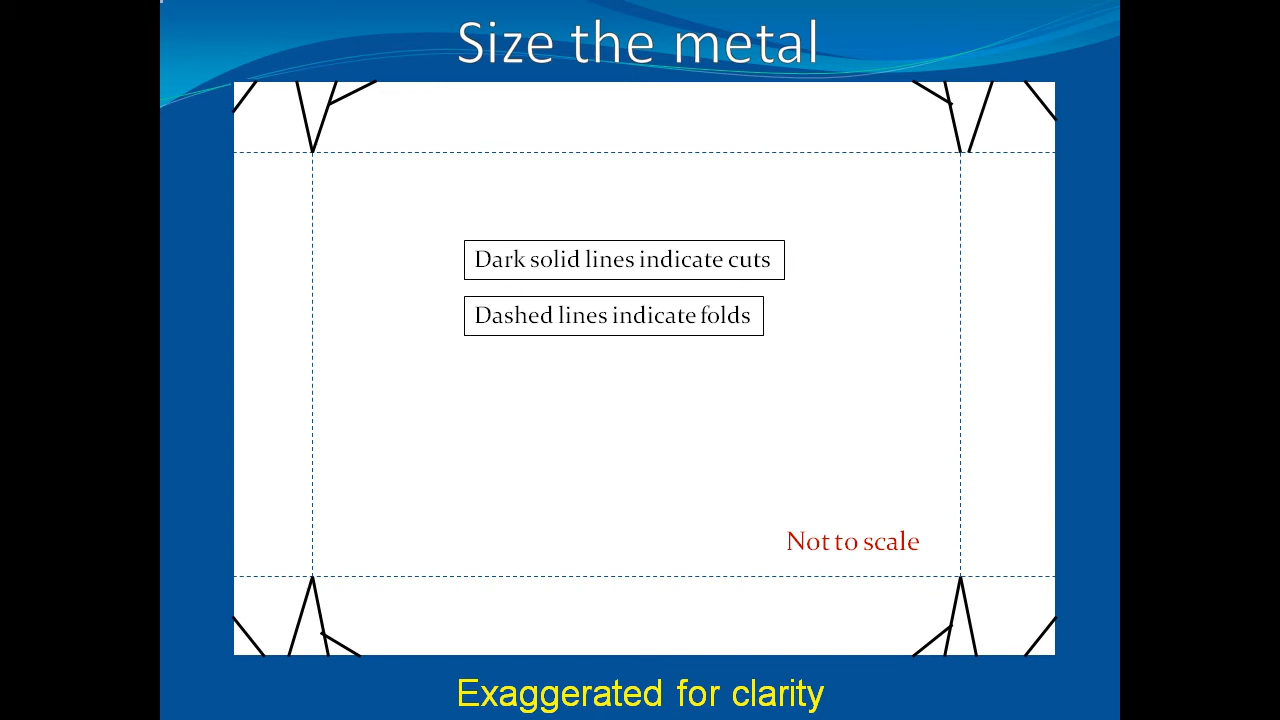 Size the metal
Dark solid lines indicate cuts
Dashed lines indicate folds
Not to scale
Exaggerated for clarity